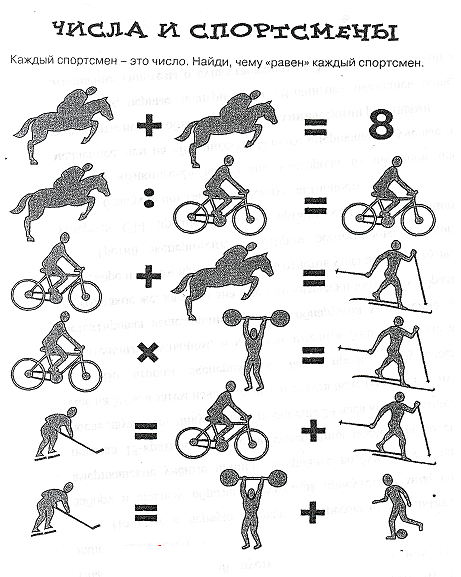 ЧИСЛА И СПОРТСМЕНЫ
Каждый спортсмен – это число. Найди, чему «равен» каждый спортсмен.
+ = 8
: =
+ =
× =
= +
= +